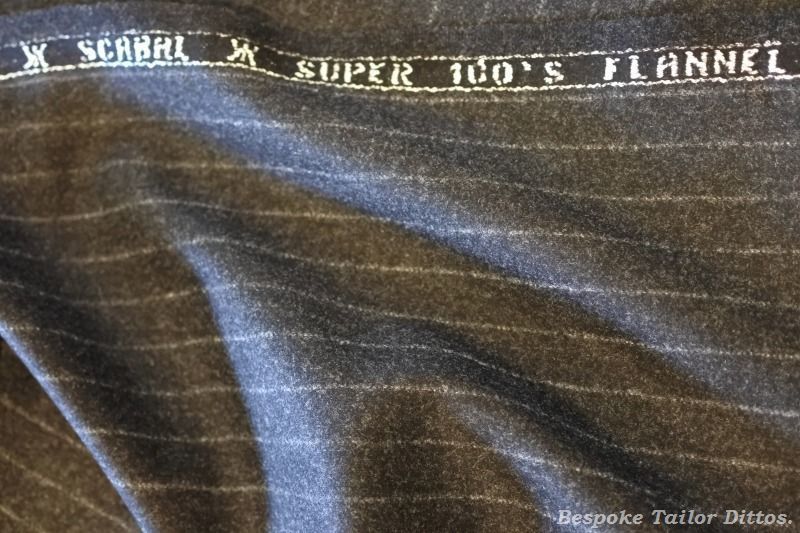 SCABAL SUPER 100'S FLANNEL
Bespoke Tailor Dittos.